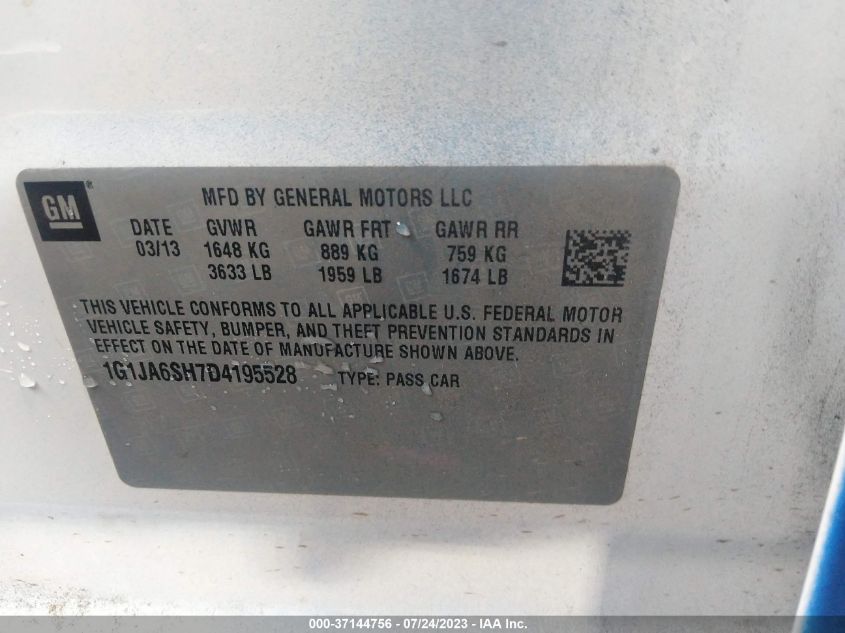 GM ®
MFD BY GENERAL MOTORS LLC
DATE GVWR GAWR FRT GAWR RR
03/13 1648 KG 889 KG 759 KG
3633 LB 1959 LB 1674 LB
THIS VEHICLE CONFORMS TO ALL APPLICABLE U.S. FEDERAL MOTOR
VEHICLE SAFETY, BUMPER, AND THEFT PREVENTION STANDARDS IN
EFFECT ON THE DATE OF MANUFACTURE SHOWN ABOVE.
1G1JA6SH7D4195528 TYPE: PASS CAR
000-37144756 - 07/24/2023 - IAA Inc.